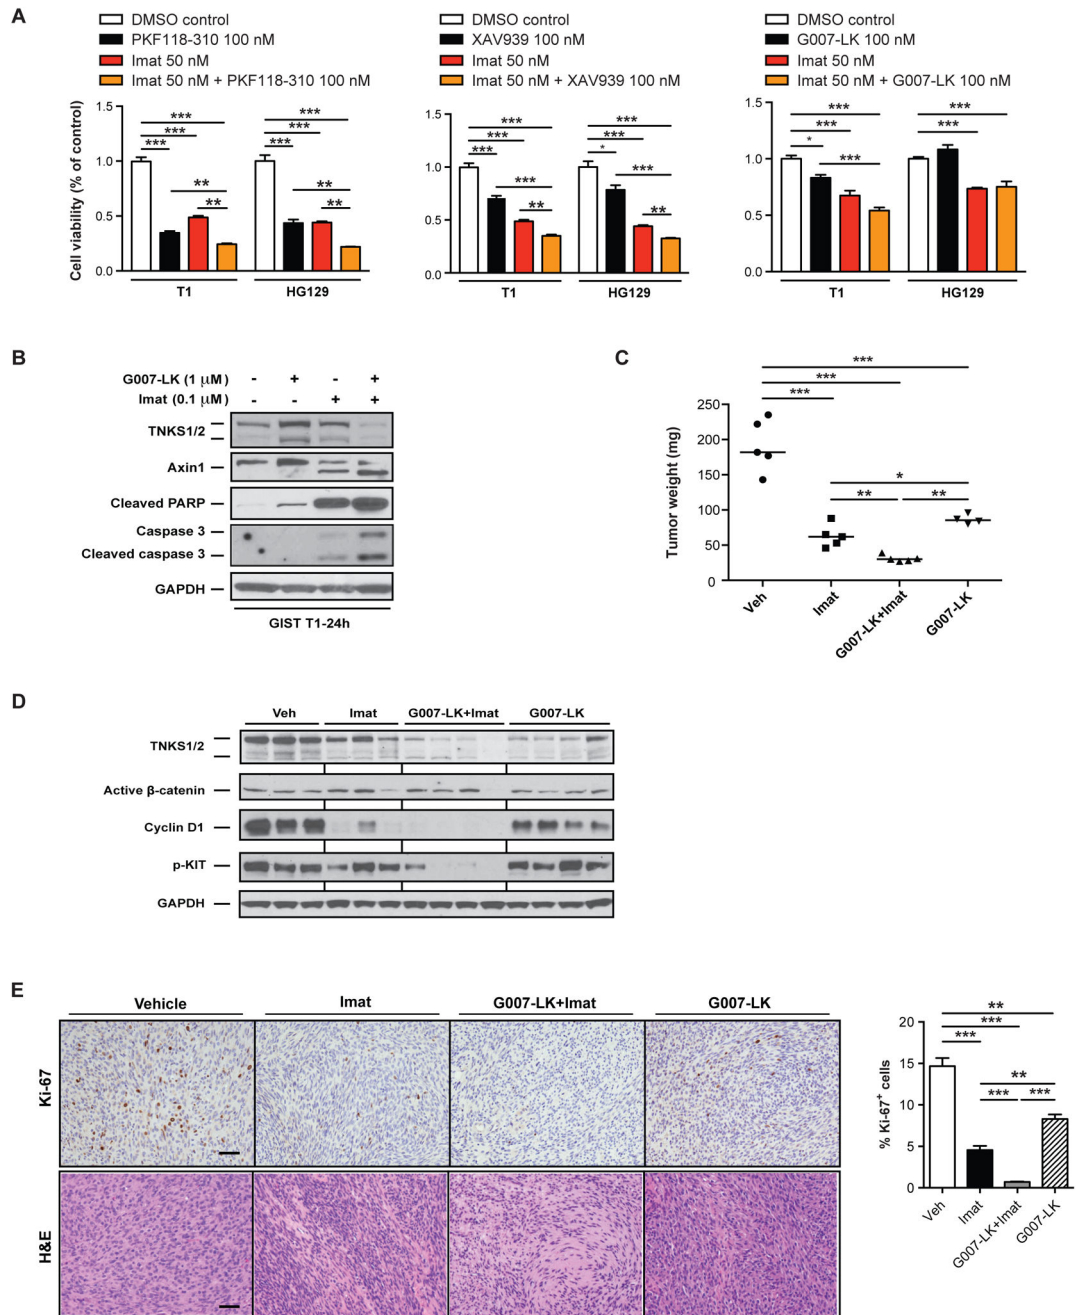 A
DMSO control
PKF118-310 100 nM
Imat 50 nM
Imat 50 nM + PKF118-310 100 nM
DMSO control
XAV939 100 nM
Imat 50 nM
Imat 50 nM + XAV939 100 nM
DMSO control
G007-LK 100 nM
Imat 50 nM
Imat 50 nM + G007-LK 100 nM
Cell viability (% of control)
1.5
1.0
0.5
0.0
***
***
***
**
**
***
***
***
**
**
T1
HG129
1.5
1.0
0.5
0.0
***
***
***
***
**
***
***
*
***
**
T1
HG129
1.5
1.0
0.5
0.0
***
***
*
***
***
***
T1
HG129
B
G007-LK (1 µM) - + - +
Imat (0.1 µM) - - + +
TNKS1/2
Axin1
Cleaved PARP
Caspase 3
Cleaved caspase 3
GAPDH
GIST T1-24h
C
Tumor weight (mg)
250
200
150
100
50
0
***
***
***
*
** **
Veh
Imat
G007-LK+Imat
G007-LK
D
Veh Imat G007-LK+Imat G007-LK
TNKS1/2
Active β-catenin
Cyclin D1
p-KIT
GAPDH
E
Vehicle Imat G007-LK+Imat G007-LK
Ki-67
H&E
% Ki-67+ cells
20
15
10
5
0
**
***
***
**
*** ***
Veh
Imat
G007-LK+Imat
G007-LK